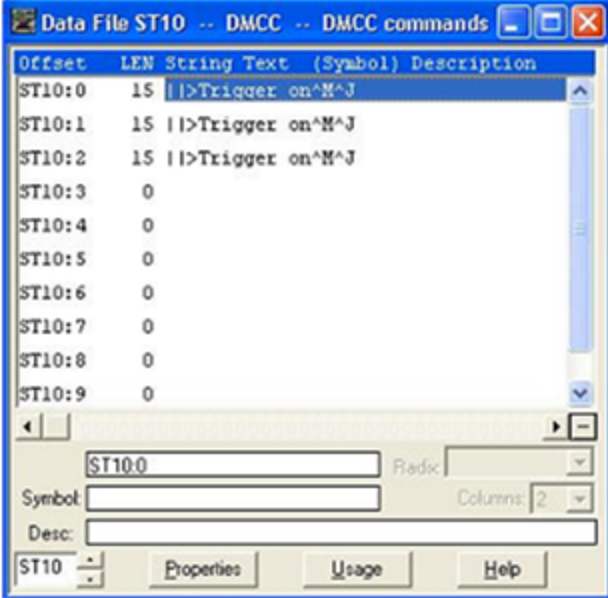 Data File ST10 -- DMCC -- DMCC commands
Offset LEN String Text (Symbol) Description
ST10:0 15 ||>Trigger on^M^J
ST10:1 15 ||>Trigger on^M^J
ST10:2 15 ||>Trigger on^M^J
ST10:3 0
ST10:4 0
ST10:5 0
ST10:6 0
ST10:7 0
ST10:8 0
ST10:9 0
ST10:0 Radix:
Symbol: Columns: 2
Desc:
ST10 Properties Usage Help